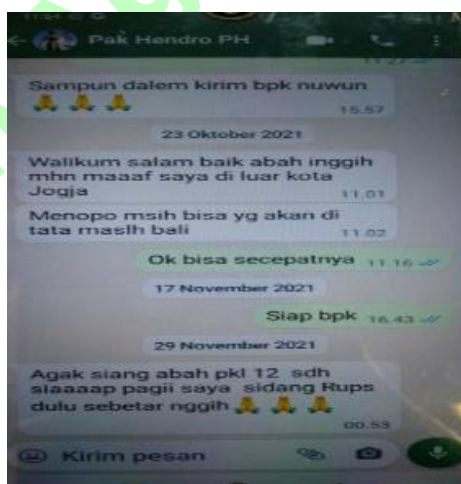 Pak Hendro PH
Sampun dalem kirim bpk nuwun
🙏 🙏 🙏
15.57
23 Oktober 2021
Walikum salam baik abah inggih
mhn maaaf saya di luar kota
Jogja
11.01
Menopo msih bisa yg akan di
tata maslh bali
11.02
Ok bisa secepatnya 11.16
17 November 2021
Siap bpk 16.43
29 November 2021
Agak siang abah pkl 12 sdh
siaaaap pagii saya sidang Rups
dulu sebetar nggih 🙏 🙏 🙏
00.53
Kirim pesan